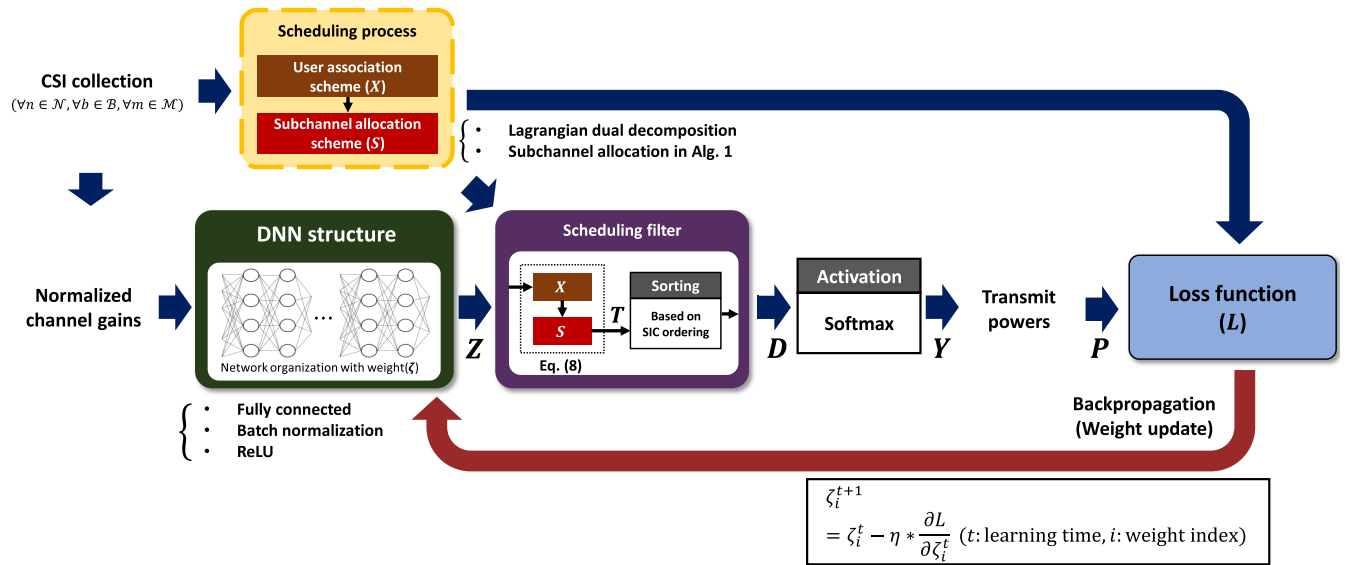 Scheduling process
User association
scheme (X)
Subchannel allocation
scheme (S)
CSI collection
(∀n ∈ 𝒩, ∀b ∈ ℬ, ∀m ∈ ℳ)
• Lagrangian dual decomposition
• Subchannel allocation in Alg. 1
Normalized
channel gains
DNN structure
...
Network organization with weight(ζ)
• Fully connected
• Batch normalization
• ReLU
Z
Scheduling filter
X
S
Eq. (8)
T
Sorting
Based on
SIC ordering
D
Activation
Softmax
Y
Transmit
powers
P
Loss function
(L)
Backpropagation
(Weight update)
ζ_i^{t+1}
= ζ_i^t − η ∗ ∂L/∂ζ_i^t (t: learning time, i: weight index)